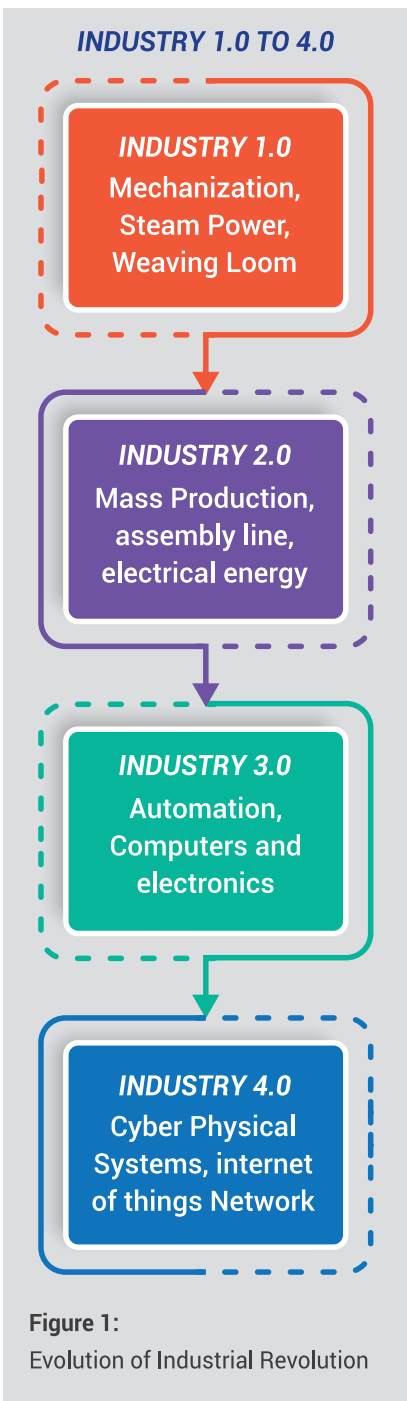 INDUSTRY 1.0 TO 4.0
INDUSTRY 1.0
Mechanization,
Steam Power,
Weaving Loom
INDUSTRY 2.0
Mass Production,
assembly line,
electrical energy
INDUSTRY 3.0
Automation,
Computers and
electronics
INDUSTRY 4.0
Cyber Physical
Systems, internet
of things Network
Figure 1:
Evolution of Industrial Revolution